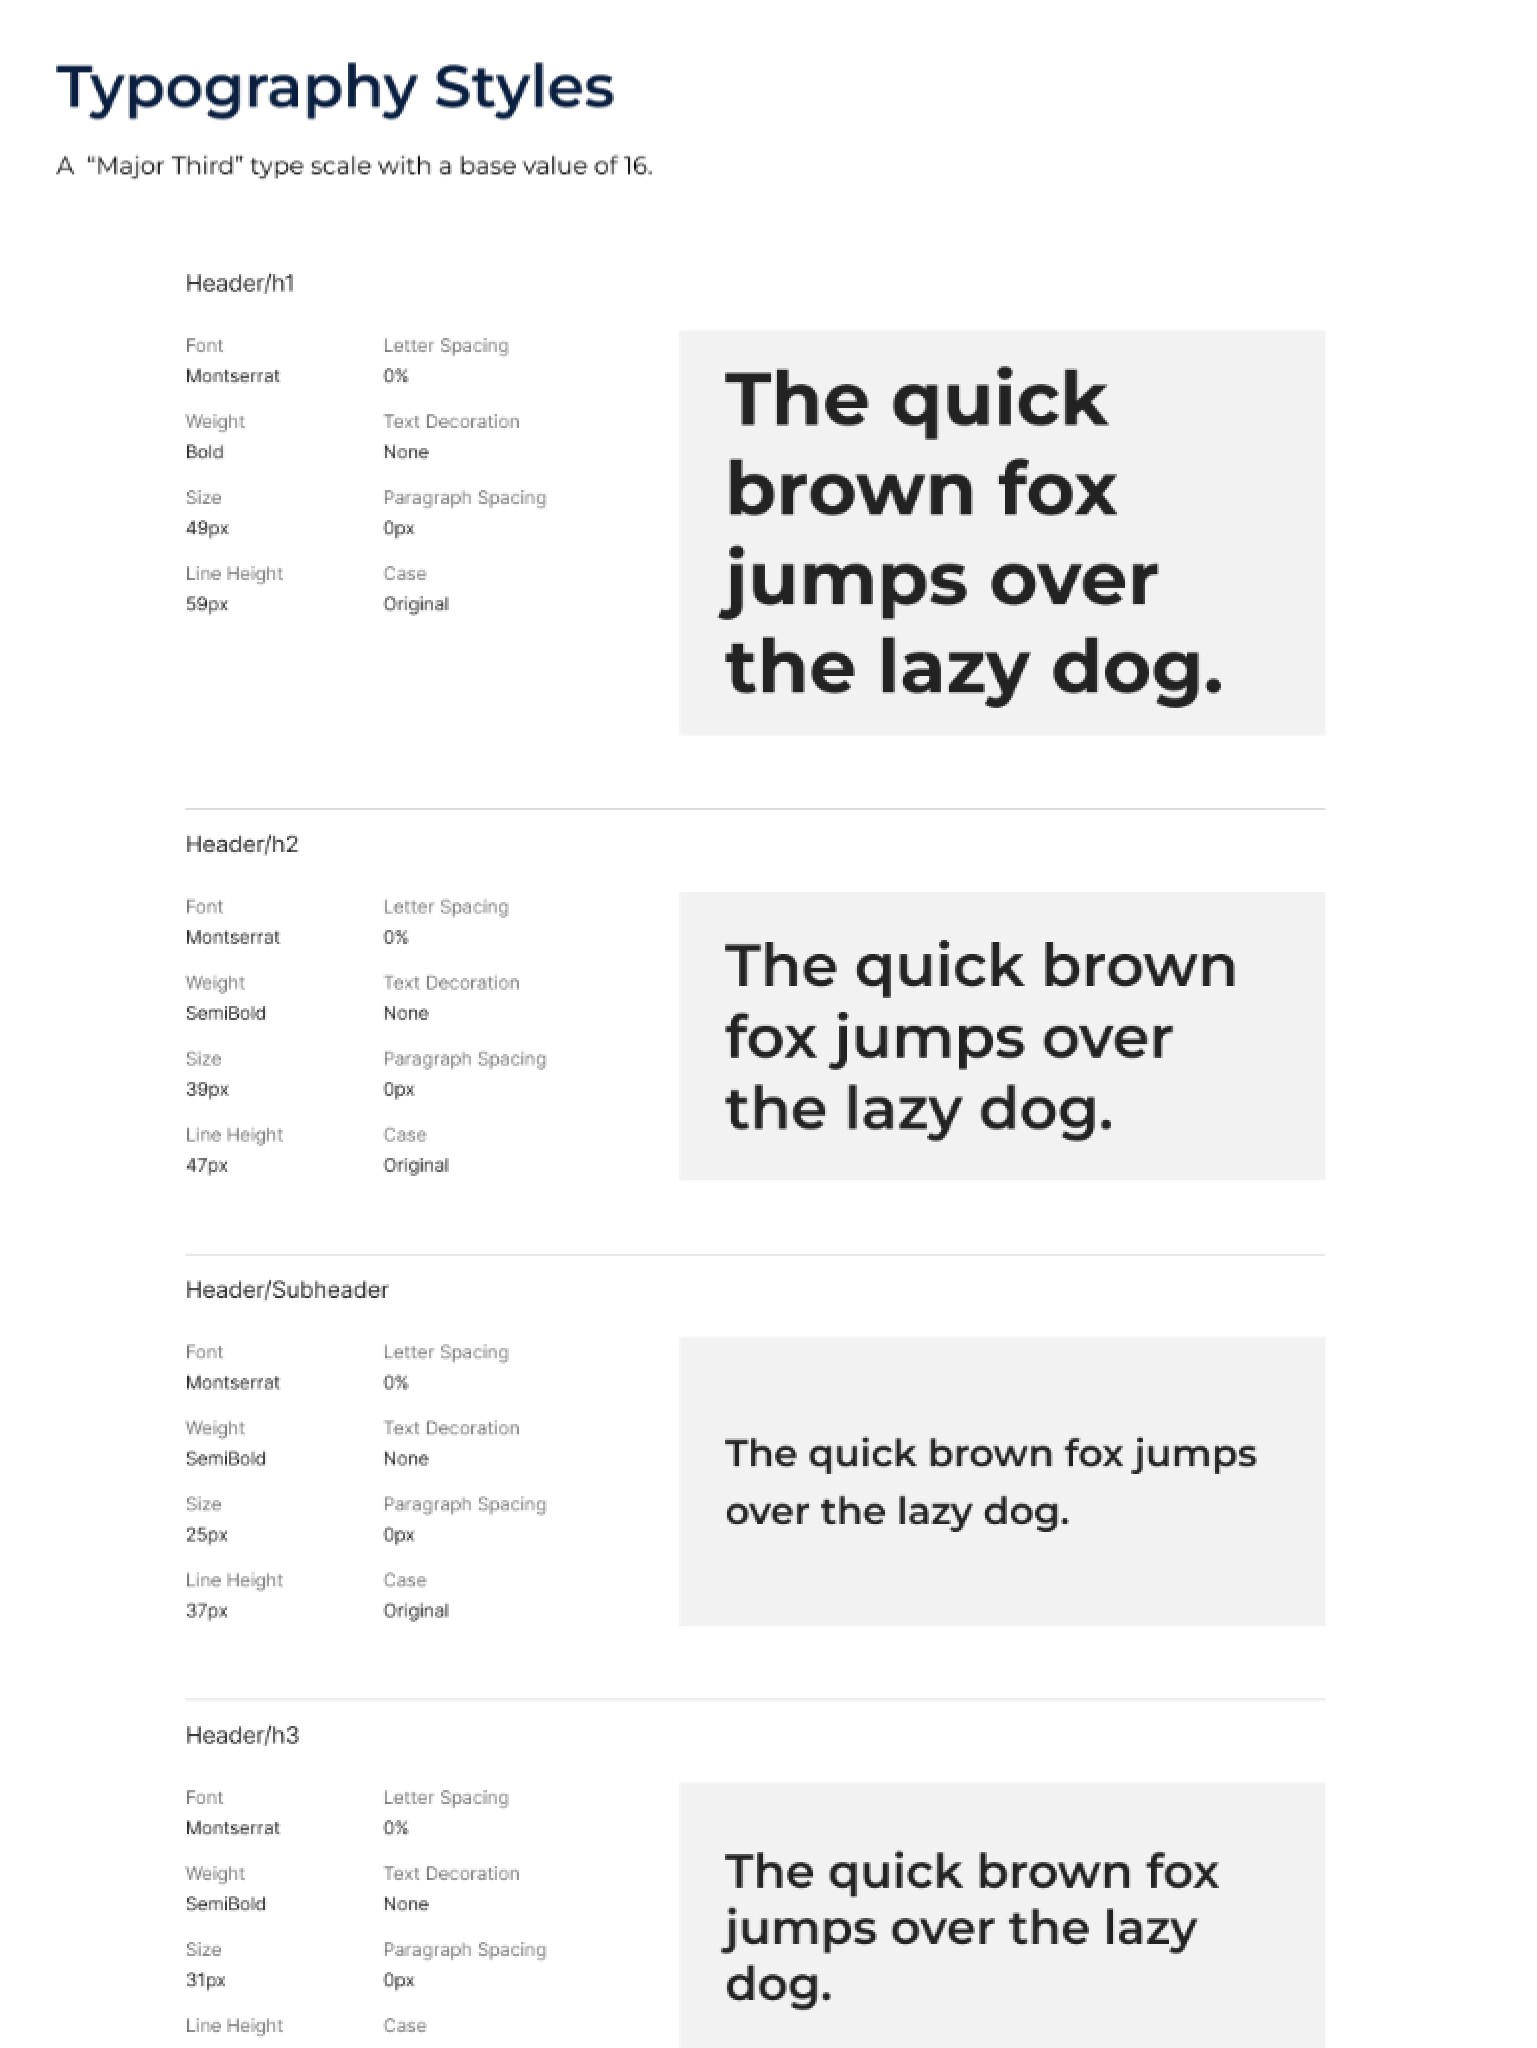 Typography Styles
A “Major Third” type scale with a base value of 16.
Header/h1
Font Letter Spacing
Montserrat 0%
Weight Text Decoration
Bold None
Size Paragraph Spacing
49px 0px
Line Height Case
59px Original
The quick
brown fox
jumps over
the lazy dog.
Header/h2
Font Letter Spacing
Montserrat 0%
Weight Text Decoration
SemiBold None
Size Paragraph Spacing
39px 0px
Line Height Case
47px Original
The quick brown
fox jumps over
the lazy dog.
Header/Subheader
Font Letter Spacing
Montserrat 0%
Weight Text Decoration
SemiBold None
Size Paragraph Spacing
25px 0px
Line Height Case
37px Original
The quick brown fox jumps
over the lazy dog.
Header/h3
Font Letter Spacing
Montserrat 0%
Weight Text Decoration
SemiBold None
Size Paragraph Spacing
31px 0px
Line Height Case
The quick brown fox
jumps over the lazy
dog.